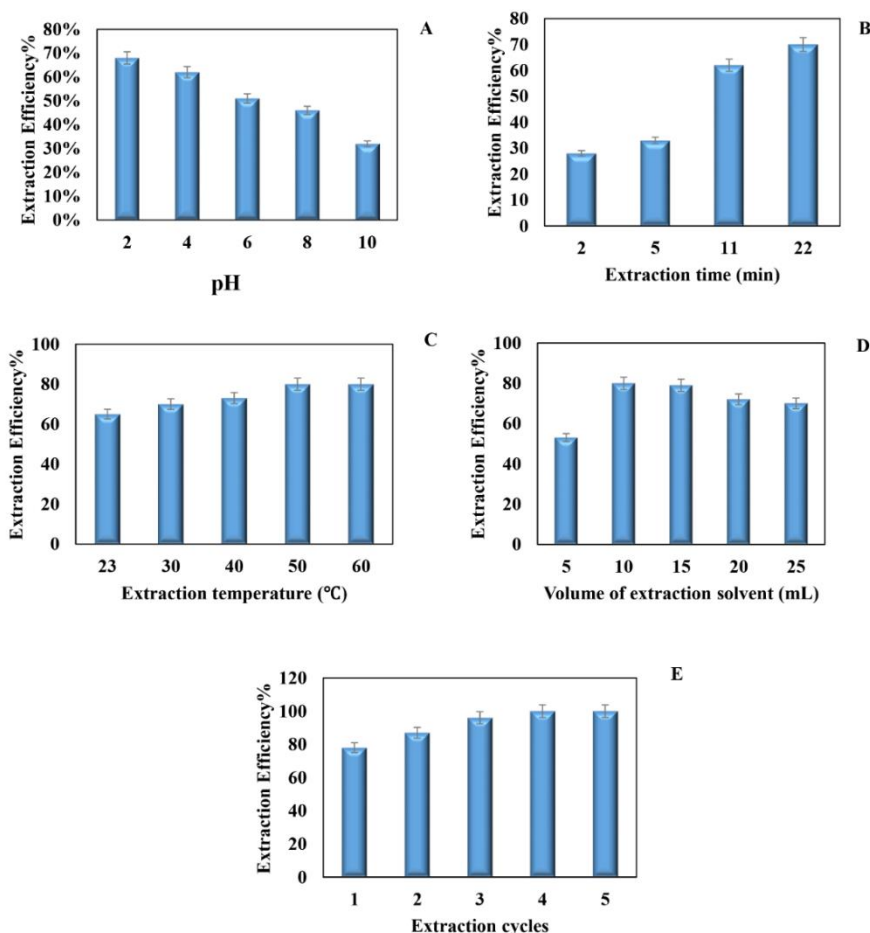 A
80%
70%
60%
50%
40%
30%
20%
10%
0%
Extraction Efficiency%
2 4 6 8 10
pH
B
80
70
60
50
40
30
20
10
0
Extraction Efficiency%
2 5 11 22
Extraction time (min)
C
100
80
60
40
20
0
Extraction Efficiency%
23 30 40 50 60
Extraction temperature (℃)
D
100
80
60
40
20
0
Extraction Efficiency%
5 10 15 20 25
Volume of extraction solvent (mL)
E
120
100
80
60
40
20
0
Extraction Efficiency%
1 2 3 4 5
Extraction cycles